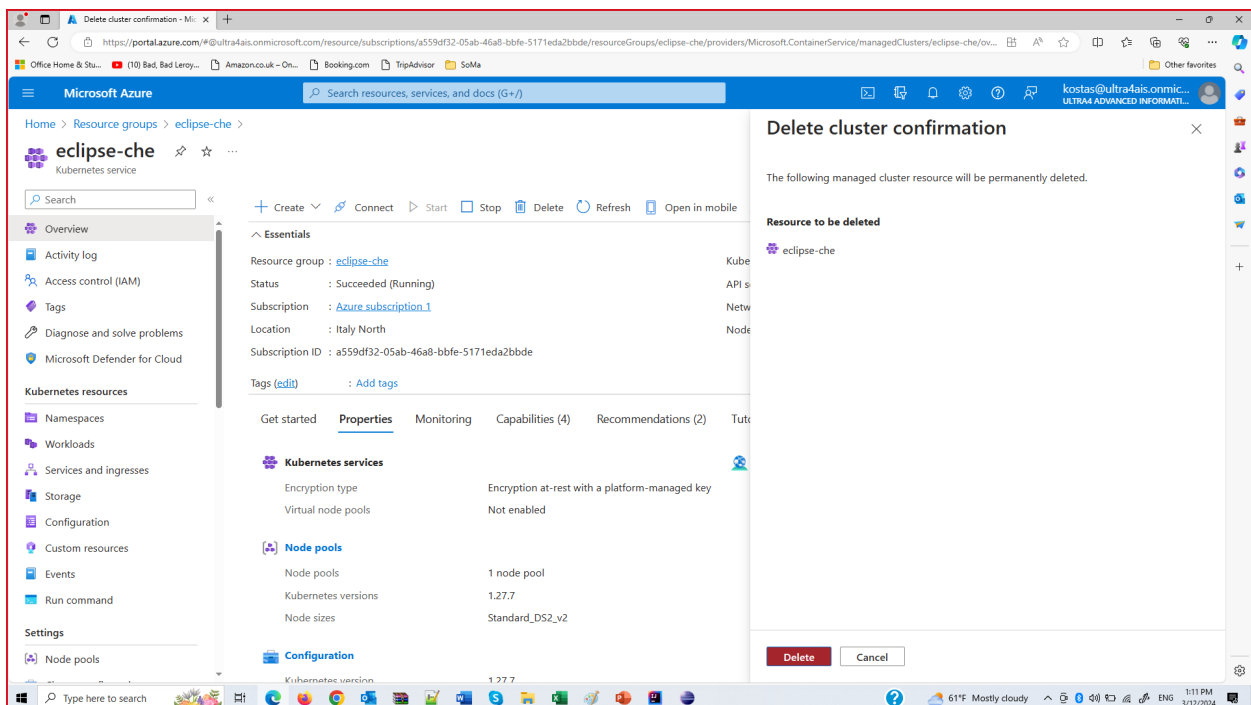 Delete cluster confirmation - Mic
https://portal.azure.com/#@ultra4ais.onmicrosoft.com/resource/subscriptions/a559df32-05ab-46a8-bbfe-5171eda2bbde/resourceGroups/eclipse-che/providers/Microsoft.ContainerService/managedClusters/eclipse-che/ov...
Office Home & Stu... (10) Bad, Bad Leroy... Amazon.co.uk – On... Booking.com TripAdvisor SoMa Other favorites
Microsoft Azure
Search resources, services, and docs (G+/)
kostas@ultra4ais.onmic...
ULTRA4 ADVANCED INFORMATI...
Home > Resource groups > eclipse-che >
eclipse-che
Kubernetes service
Search
Overview
Activity log
Access control (IAM)
Tags
Diagnose and solve problems
Microsoft Defender for Cloud
Kubernetes resources
Namespaces
Workloads
Services and ingresses
Storage
Configuration
Custom resources
Events
Run command
Settings
Node pools
Create Connect Start Stop Delete Refresh Open in mobile
Essentials
Resource group : eclipse-che
Status : Succeeded (Running)
Subscription : Azure subscription 1
Location : Italy North
Subscription ID : a559df32-05ab-46a8-bbfe-5171eda2bbde
Kube
API s
Netw
Node
Tags (edit) : Add tags
Get started Properties Monitoring Capabilities (4) Recommendations (2) Tuto
Kubernetes services
Encryption type Encryption at-rest with a platform-managed key
Virtual node pools Not enabled
Node pools
Node pools 1 node pool
Kubernetes versions 1.27.7
Node sizes Standard_DS2_v2
Configuration
Kubernetes version 1.27.7
Delete cluster confirmation
The following managed cluster resource will be permanently deleted.
Resource to be deleted
eclipse-che
Delete Cancel
Type here to search
61°F Mostly cloudy
ENG
1:11 PM
3/12/2024